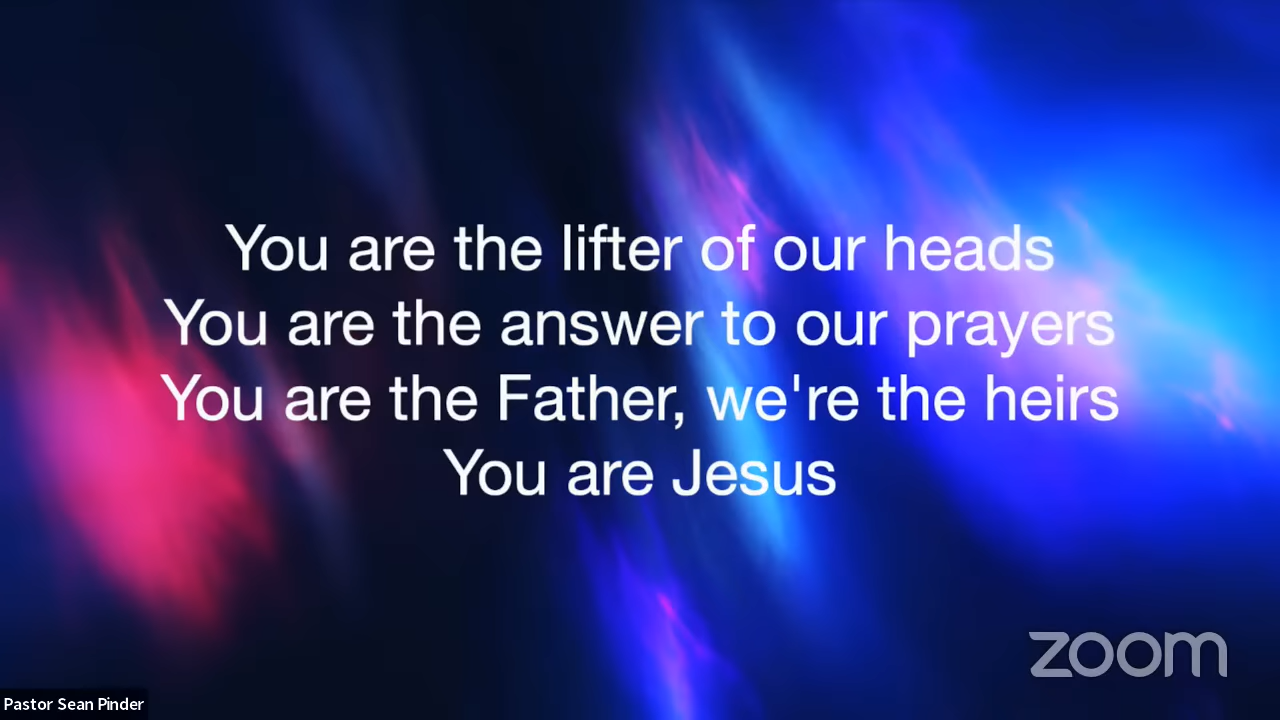 You are the lifter of our heads
You are the answer to our prayers
You are the Father, we're the heirs
You are Jesus
zoom
Pastor Sean Pinder